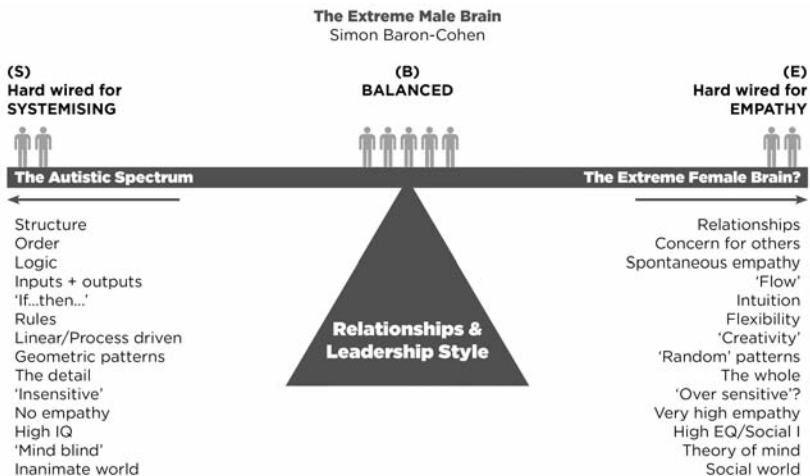 The Extreme Male Brain
Simon Baron-Cohen
(S)
Hard wired for
SYSTEMISING
(B)
BALANCED
(E)
Hard wired for
EMPATHY
The Autistic Spectrum
The Extreme Female Brain?
Structure
Order
Logic
Inputs + outputs
‘If...then...’
Rules
Linear/Process driven
Geometric patterns
The detail
‘Insensitive’
No empathy
High IQ
‘Mind blind’
Inanimate world
Relationships &
Leadership Style
Relationships
Concern for others
Spontaneous empathy
‘Flow’
Intuition
Flexibility
‘Creativity’
‘Random’ patterns
The whole
‘Over sensitive’?
Very high empathy
High EQ/Social I
Theory of mind
Social world